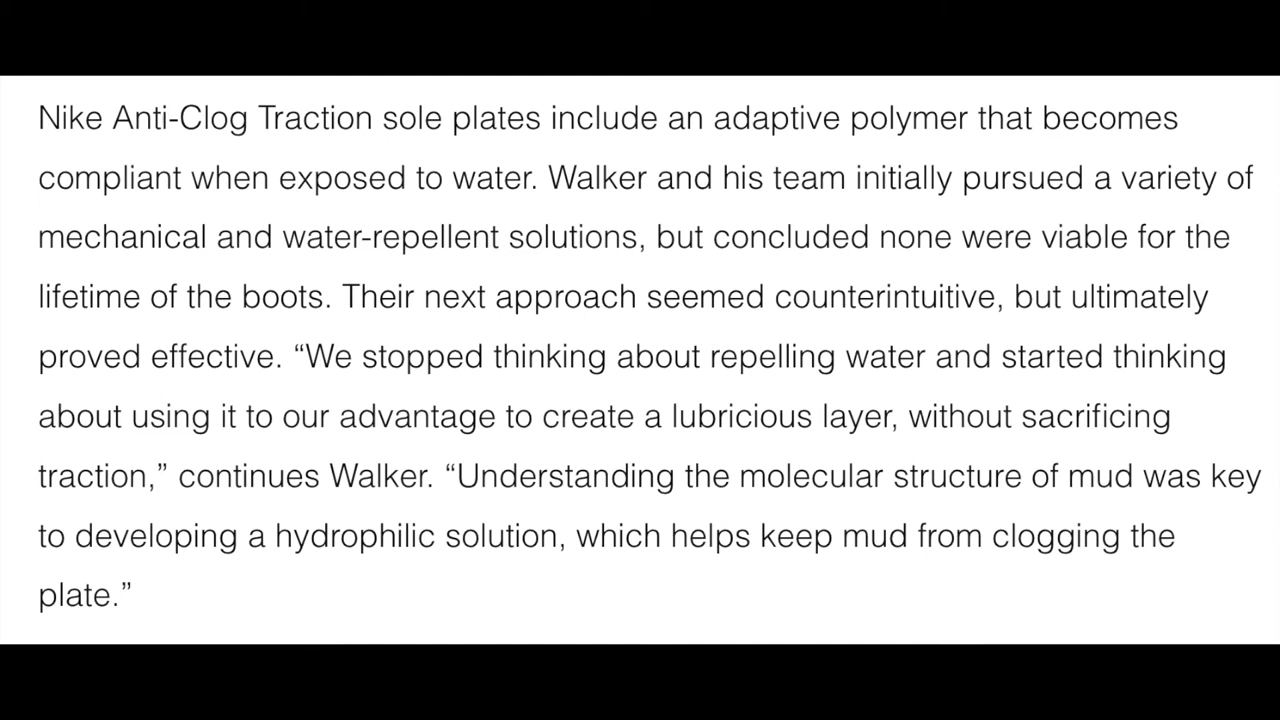 Nike Anti-Clog Traction sole plates include an adaptive polymer that becomes
compliant when exposed to water. Walker and his team initially pursued a variety of
mechanical and water-repellent solutions, but concluded none were viable for the
lifetime of the boots. Their next approach seemed counterintuitive, but ultimately
proved effective. “We stopped thinking about repelling water and started thinking
about using it to our advantage to create a lubricious layer, without sacrificing
traction,” continues Walker. “Understanding the molecular structure of mud was key
to developing a hydrophilic solution, which helps keep mud from clogging the
plate.”